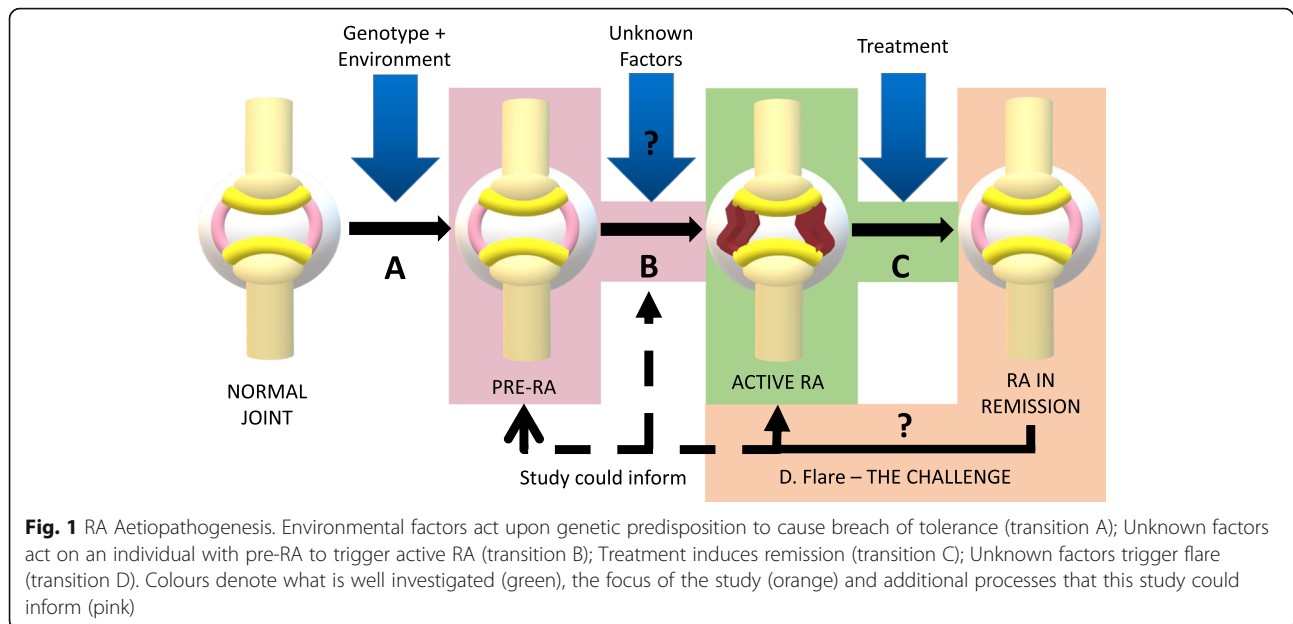 Genotype +
Environment
Unknown
Factors
Treatment
?
A
B
C
NORMAL
JOINT
PRE-RA
ACTIVE RA
RA IN
REMISSION
?
Study could inform
D. Flare – THE CHALLENGE
Fig. 1 RA Aetiopathogenesis. Environmental factors act upon genetic predisposition to cause breach of tolerance (transition A); Unknown factors
act on an individual with pre-RA to trigger active RA (transition B); Treatment induces remission (transition C); Unknown factors trigger flare
(transition D). Colours denote what is well investigated (green), the focus of the study (orange) and additional processes that this study could
inform (pink)